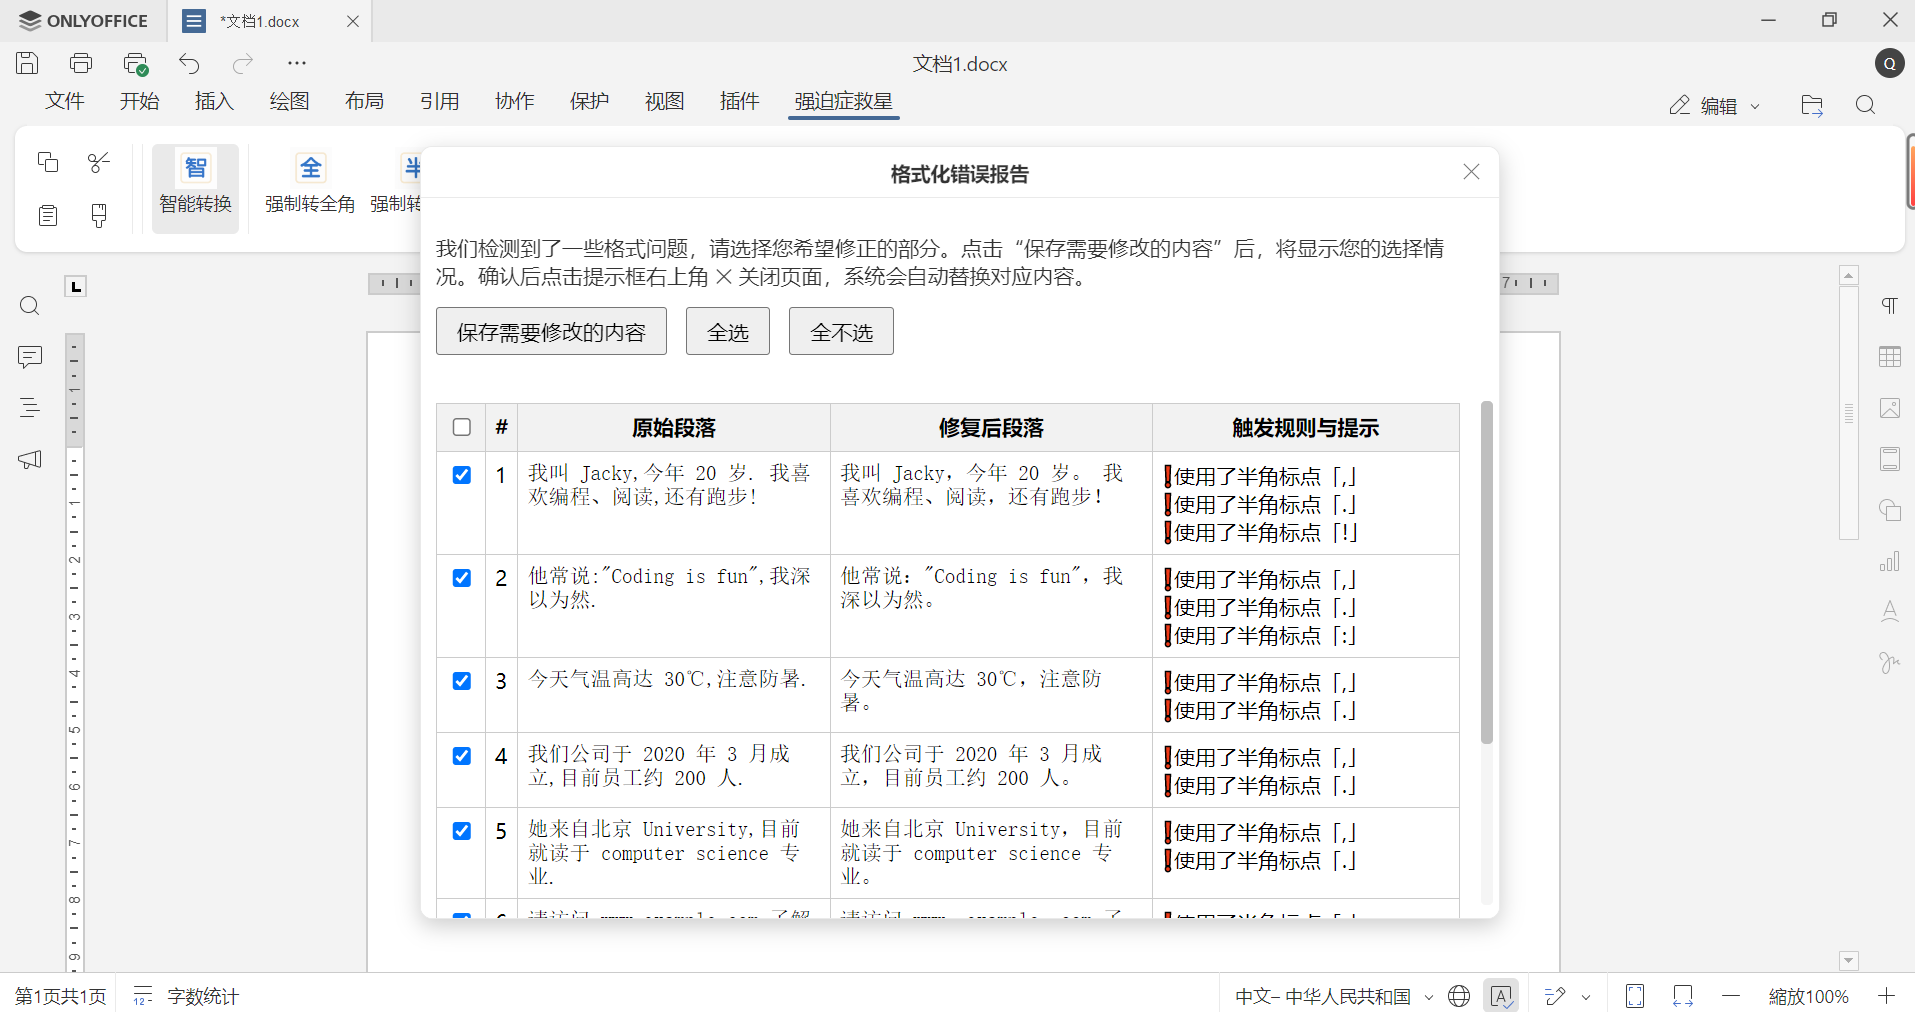 ONLYOFFICE
*文档1.docx
文档1.docx
Q
文件 开始 插入 绘图 布局 引用 协作 保护 视图 插件 强迫症救星
编辑
智
智能转换
全
强制转全角
半
强制转
格式化错误报告
我们检测到了一些格式问题，请选择您希望修正的部分。点击“保存需要修改的内容”后，将显示您的选择情
况。确认后点击提示框右上角 × 关闭页面，系统会自动替换对应内容。
保存需要修改的内容 全选 全不选
# 原始段落 修复后段落 触发规则与提示
1
我叫 Jacky,今年 20 岁. 我喜
欢编程、阅读,还有跑步!
我叫 Jacky，今年 20 岁。 我
喜欢编程、阅读，还有跑步！
❗使用了半角标点「,」
❗使用了半角标点「.」
❗使用了半角标点「!」
2
他常说:"Coding is fun",我深
以为然.
他常说："Coding is fun"，我
深以为然。
❗使用了半角标点「,」
❗使用了半角标点「.」
❗使用了半角标点「:」
3
今天气温高达 30℃,注意防暑.
今天气温高达 30℃，注意防
暑。
❗使用了半角标点「,」
❗使用了半角标点「.」
4
我们公司于 2020 年 3 月成
立,目前员工约 200 人.
我们公司于 2020 年 3 月成
立，目前员工约 200 人。
❗使用了半角标点「,」
❗使用了半角标点「.」
5
她来自北京 University,目前
就读于 computer science 专
业.
她来自北京 University，目前
就读于 computer science 专
业。
❗使用了半角标点「,」
❗使用了半角标点「.」
L
7
1
1
2
3
4
5
6
7
8
9
第1页共1页
字数统计
中文– 中华人民共和国
缩放100%